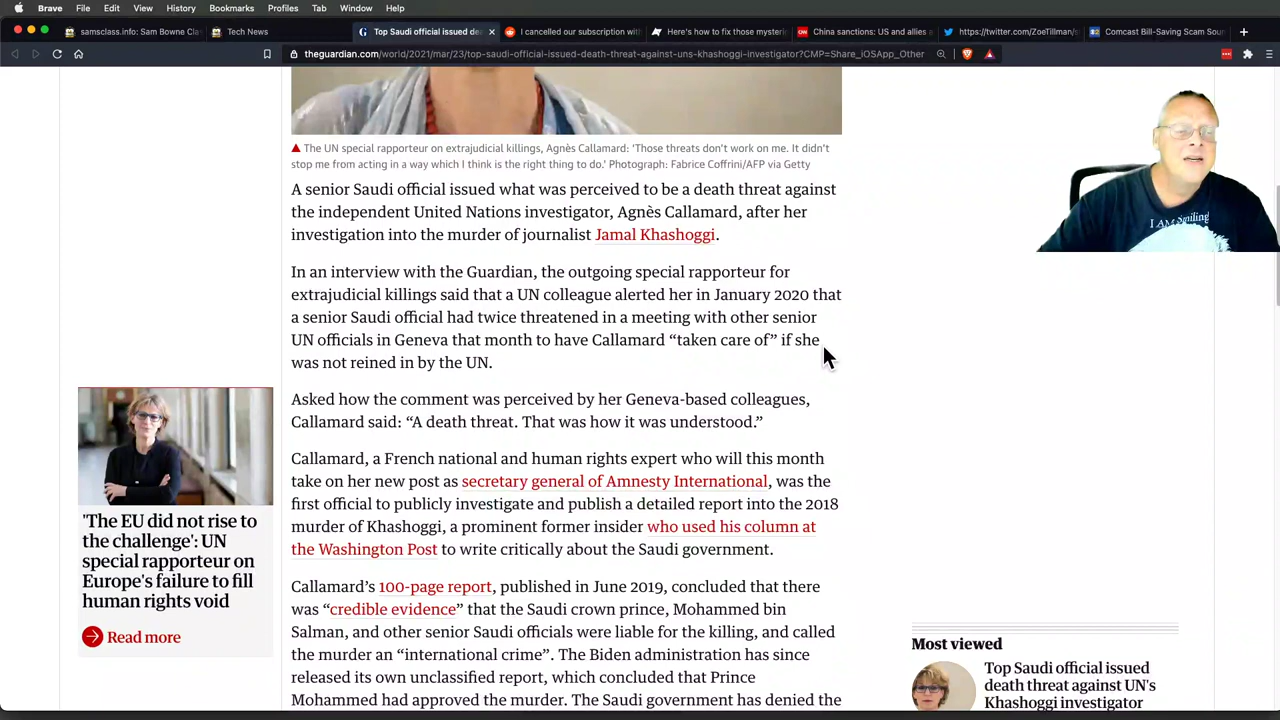 Brave File Edit View History Bookmarks Profiles Tab Window Help
samsclass.info: Sam Bowne Cla
Tech News
Top Saudi official issued de
I cancelled our subscription with
Here's how to fix those mysteri
China sanctions: US and allies a
https://twitter.com/ZoeTillman/s
Comcast Bill-Saving Scam Soun
theguardian.com/world/2021/mar/23/top-saudi-official-issued-death-threat-against-uns-khashoggi-investigator?CMP=Share_iOSApp_Other
The UN special rapporteur on extrajudicial killings, Agnès Callamard: ‘Those threats don’t work on me. It didn’t
stop me from acting in a way which I think is the right thing to do.’ Photograph: Fabrice Coffrini/AFP via Getty
A senior Saudi official issued what was perceived to be a death threat against
the independent United Nations investigator, Agnès Callamard, after her
investigation into the murder of journalist Jamal Khashoggi.
In an interview with the Guardian, the outgoing special rapporteur for
extrajudicial killings said that a UN colleague alerted her in January 2020 that
a senior Saudi official had twice threatened in a meeting with other senior
UN officials in Geneva that month to have Callamard “taken care of” if she
was not reined in by the UN.
Asked how the comment was perceived by her Geneva-based colleagues,
Callamard said: “A death threat. That was how it was understood.”
Callamard, a French national and human rights expert who will this month
take on her new post as secretary general of Amnesty International, was the
first official to publicly investigate and publish a detailed report into the 2018
murder of Khashoggi, a prominent former insider who used his column at
the Washington Post to write critically about the Saudi government.
Callamard’s 100-page report, published in June 2019, concluded that there
was “credible evidence” that the Saudi crown prince, Mohammed bin
Salman, and other senior Saudi officials were liable for the killing, and called
the murder an “international crime”. The Biden administration has since
released its own unclassified report, which concluded that Prince
Mohammed had approved the murder. The Saudi government has denied the
'The EU did not rise to
the challenge': UN
special rapporteur on
Europe's failure to fill
human rights void
Read more
I AM Smiling
Most viewed
Top Saudi official issued
death threat against UN's
Khashoggi investigator